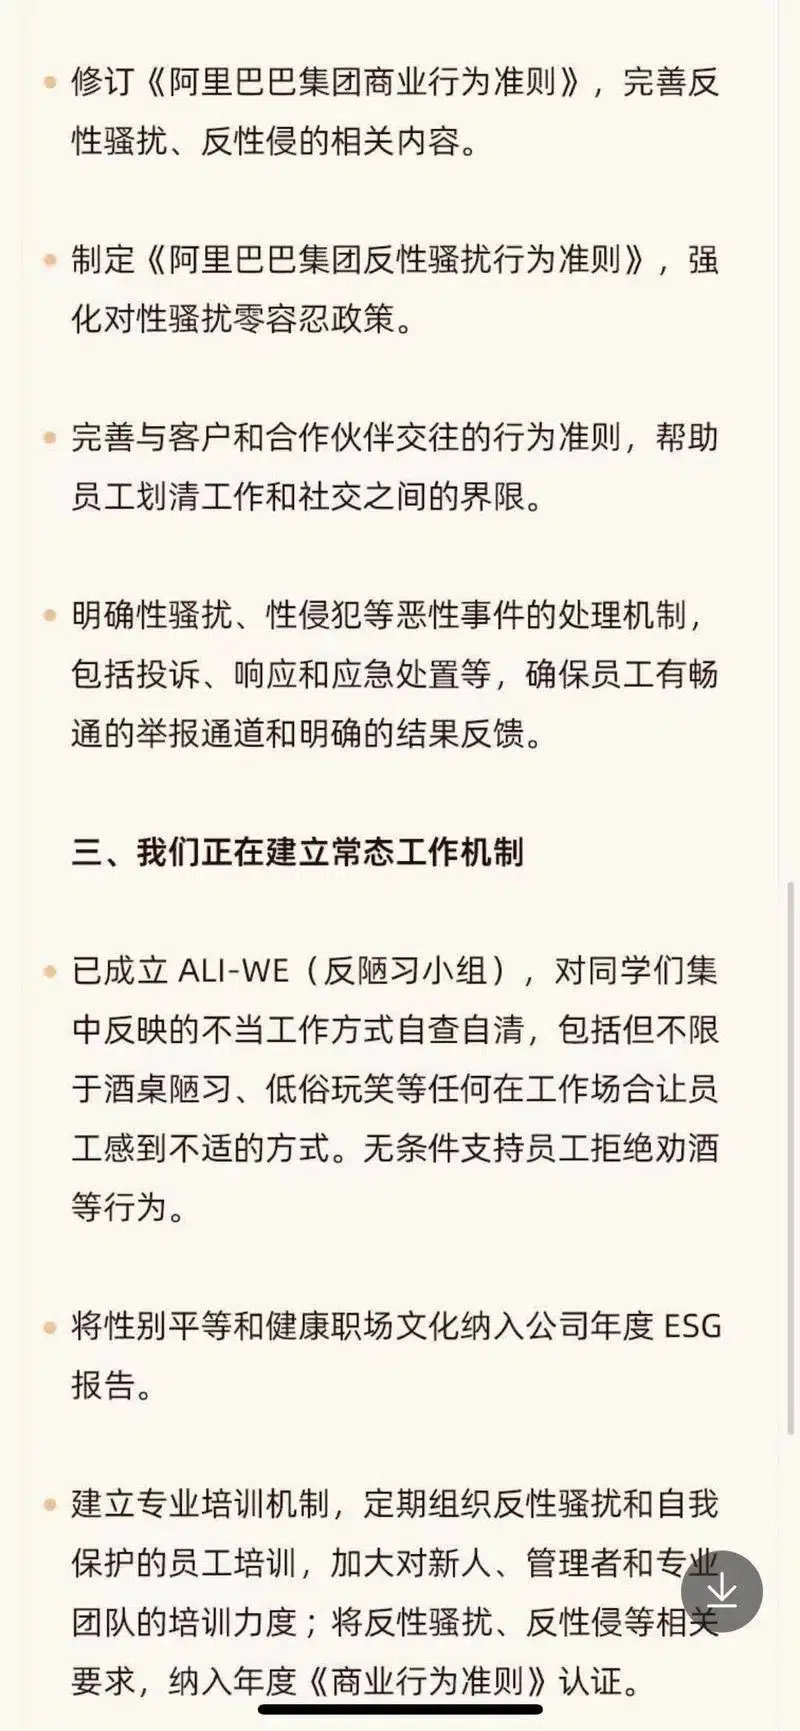 修订《阿里巴巴集团商业行为准则》，完善反
性骚扰、反性侵的相关内容。
制定《阿里巴巴集团反性骚扰行为准则》，强
化对性骚扰零容忍政策。
完善与客户和合作伙伴交往的行为准则，帮助
员工划清工作和社交之间的界限。
明确性骚扰、性侵犯等恶性事件的处理机制，
包括投诉、响应和应急处置等，确保员工有畅
通的举报通道和明确的结果反馈。
三、我们正在建立常态工作机制
已成立 ALI-WE（反陋习小组），对同学们集
中反映的不当工作方式自查自清，包括但不限
于酒桌陋习、低俗玩笑等任何在工作场合让员
工感到不适的方式。无条件支持员工拒绝劝酒
等行为。
将性别平等和健康职场文化纳入公司年度 ESG
报告。
建立专业培训机制，定期组织反性骚扰和自我
保护的员工培训，加大对新人、管理者和专业
团队的培训力度；将反性骚扰、反性侵等相关
要求，纳入年度《商业行为准则》认证。